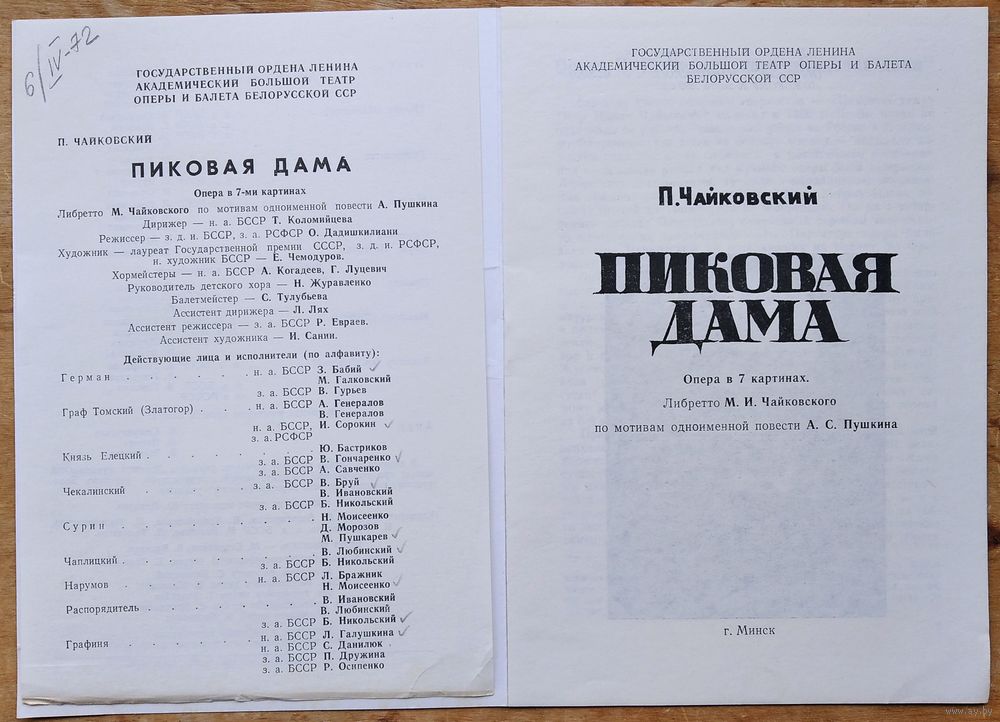 6/IV-72
ГОСУДАРСТВЕННЫЙ ОРДЕНА ЛЕНИНА
АКАДЕМИЧЕСКИЙ БОЛЬШОЙ ТЕАТР
ОПЕРЫ И БАЛЕТА БЕЛОРУССКОЙ ССР
П. ЧАЙКОВСКИЙ
ПИКОВАЯ ДАМА
Опера в 7-ми картинах
Либретто М. Чайковского по мотивам одноименной повести А. Пушкина
Дирижер — н. а. БССР Т. Коломийцева
Режиссер — з. д. и. БССР, з. а. РСФСР О. Дадишкилиани
Художник — лауреат Государственной премии СССР, з. д. и. РСФСР,
н. художник БССР — Е. Чемодуров.
Хормейстеры — н. а. БССР А. Когадеев, Г. Луцевич
Руководитель детского хора — Н. Журавленко
Балетмейстер — С. Тулубьева
Ассистент дирижера — Л. Лях
Ассистент режиссера — з. а. БССР Р. Евраев.
Ассистент художника — И. Сании.
Действующие лица и исполнители (по алфавиту):
Герман . . . . . . . н. а. БССР З. Бабий ✓
М. Галковский
з. а. БССР В. Гурьев
Граф Томский (Златогор) . . . н. а. БССР А. Генералов
В. Генералов
н. а. БССР, И. Сорокин ✓
з. а. РСФСР
Ю. Бастриков
Князь Елецкий . . . . . . з. а. БССР В. Гончаренко ✓
з. а. БССР А. Савченко
Чекалинский . . . . . з. а. БССР В. Бруй ✓
В. Ивановский
з. а. БССР Б. Никольский
Сурин . . . . . . . . Н. Моисеенко
Д. Морозов
М. Пушкарев ✓
В. Любинский ✓
Чаплицкий . . . . . . з. а. БССР Б. Никольский
Нарумов . . . . . . н. а. БССР Л. Бражник
Н. Моисеенко ✓
Распорядитель . . . . . . . В. Ивановский
В. Любинский
з. а. БССР Б. Никольский ✓
Графиня . . . . . . н. а. БССР Л. Галушкина ✓
н. а. БССР С. Данилюк
з. а. БССР П. Дружина
з. а. БССР Р. Осипенко
ГОСУДАРСТВЕННЫЙ ОРДЕНА ЛЕНИНА
АКАДЕМИЧЕСКИЙ БОЛЬШОЙ ТЕАТР ОПЕРЫ И БАЛЕТА
БЕЛОРУССКОЙ ССР
П. ЧАЙКОВСКИЙ
ПИКОВАЯ
ДАМА
Опера в 7 картинах.
Либретто М. И. Чайковского
по мотивам одноименной повести А. С. Пушкина
г. Минск
www.ay.by